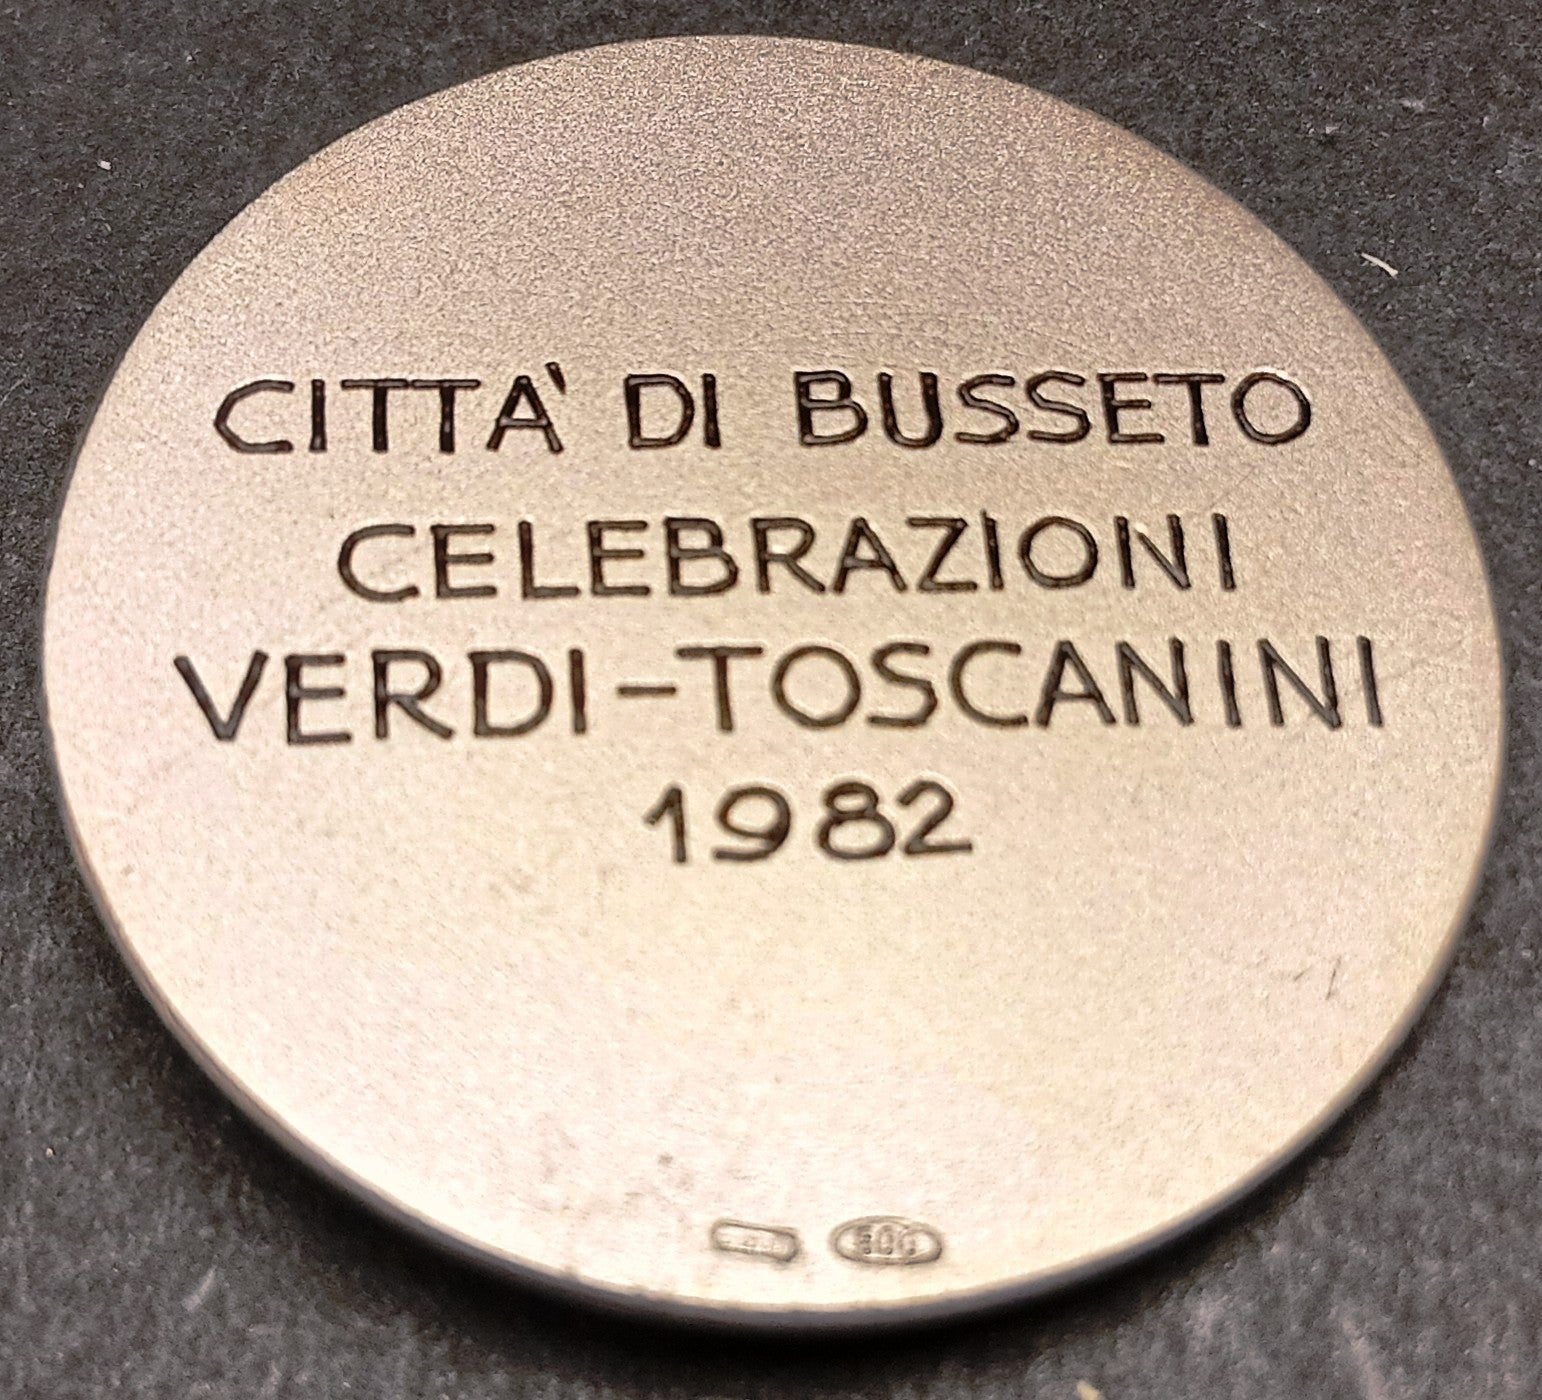 CITTA' DI BUSSETO
CELEBRAZIONI
VERDI-TOSCANINI
1982